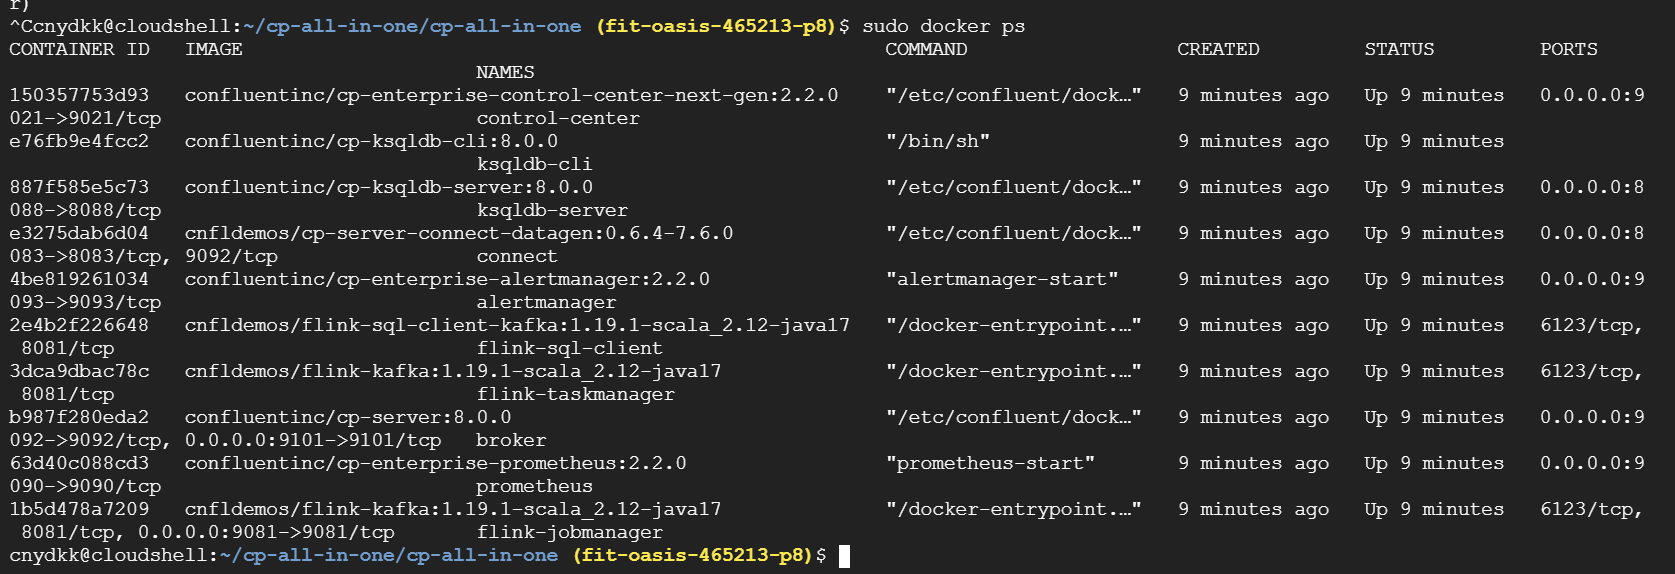 r)
^Ccnydkk@cloudshell:~/cp-all-in-one/cp-all-in-one (fit-oasis-465213-p8)$ sudo docker ps
CONTAINER ID   IMAGE                                                       COMMAND                  CREATED         STATUS         PORTS
                                        NAMES
150357753d93   confluentinc/cp-enterprise-control-center-next-gen:2.2.0    "/etc/confluent/dock…"   9 minutes ago   Up 9 minutes   0.0.0.0:9
021->9021/tcp                           control-center
e76fb9e4fcc2   confluentinc/cp-ksqldb-cli:8.0.0                            "/bin/sh"                9 minutes ago   Up 9 minutes
                                        ksqldb-cli
887f585e5c73   confluentinc/cp-ksqldb-server:8.0.0                         "/etc/confluent/dock…"   9 minutes ago   Up 9 minutes   0.0.0.0:8
088->8088/tcp                           ksqldb-server
e3275dab6d04   cnfldemos/cp-server-connect-datagen:0.6.4-7.6.0             "/etc/confluent/dock…"   9 minutes ago   Up 9 minutes   0.0.0.0:8
083->8083/tcp, 9092/tcp                 connect
4be819261034   confluentinc/cp-enterprise-alertmanager:2.2.0               "alertmanager-start"     9 minutes ago   Up 9 minutes   0.0.0.0:9
093->9093/tcp                           alertmanager
2e4b2f226648   cnfldemos/flink-sql-client-kafka:1.19.1-scala_2.12-java17   "/docker-entrypoint.…"   9 minutes ago   Up 9 minutes   6123/tcp,
 8081/tcp                               flink-sql-client
3dca9dbac78c   cnfldemos/flink-kafka:1.19.1-scala_2.12-java17              "/docker-entrypoint.…"   9 minutes ago   Up 9 minutes   6123/tcp,
 8081/tcp                               flink-taskmanager
b987f280eda2   confluentinc/cp-server:8.0.0                                "/etc/confluent/dock…"   9 minutes ago   Up 9 minutes   0.0.0.0:9
092->9092/tcp, 0.0.0.0:9101->9101/tcp   broker
63d40c088cd3   confluentinc/cp-enterprise-prometheus:2.2.0                 "prometheus-start"       9 minutes ago   Up 9 minutes   0.0.0.0:9
090->9090/tcp                           prometheus
1b5d478a7209   cnfldemos/flink-kafka:1.19.1-scala_2.12-java17              "/docker-entrypoint.…"   9 minutes ago   Up 9 minutes   6123/tcp,
 8081/tcp, 0.0.0.0:9081->9081/tcp       flink-jobmanager
cnydkk@cloudshell:~/cp-all-in-one/cp-all-in-one (fit-oasis-465213-p8)$